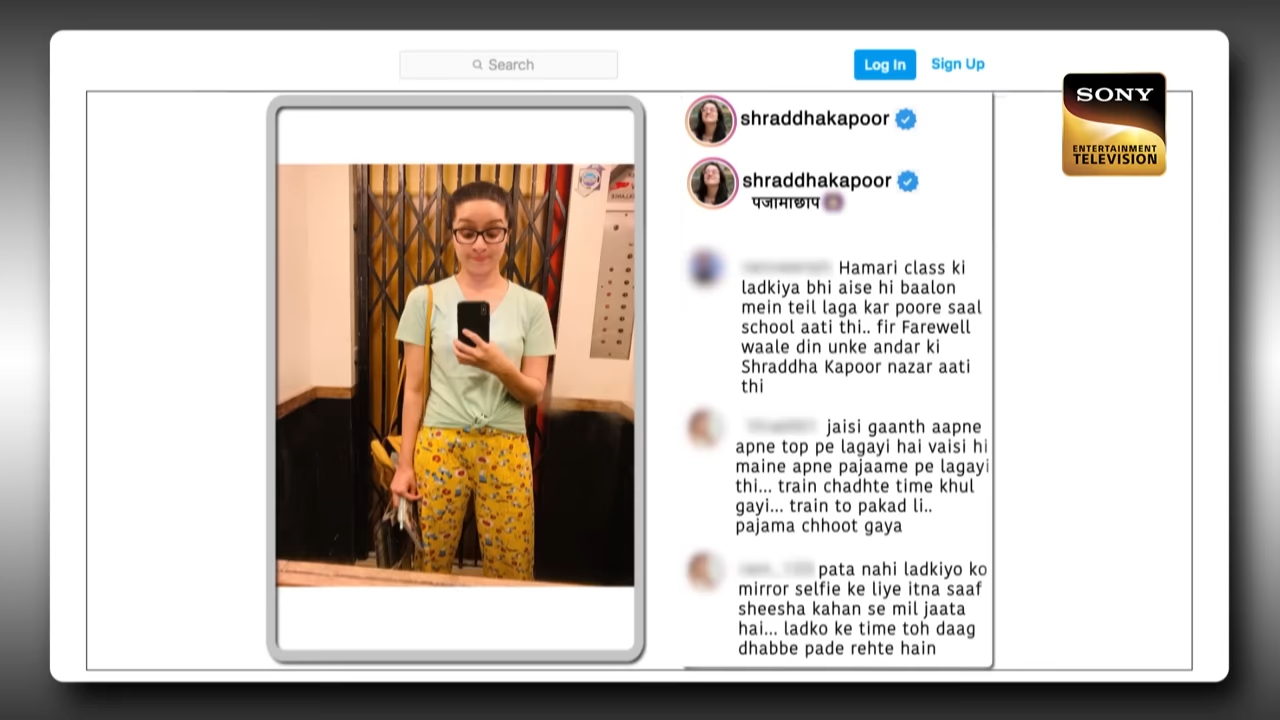 Search
Log In
Sign Up
SONY
ENTERTAINMENT
TELEVISION
shraddhakapoor
shraddhakapoor
पजामाछाप
Hamari class ki
ladkiya bhi aise hi baalon
mein teil laga kar poore saal
school aati thi.. fir Farewell
waale din unke andar ki
Shraddha Kapoor nazar aati
thi
jaisi gaanth aapne
apne top pe lagayi hai vaisi hi
maine apne pajaame pe lagayi
thi... train chadhte time khul
gayi... train to pakad li..
pajama chhoot gaya
pata nahi ladkiyo ko
mirror selfie ke liye itna saaf
sheesha kahan se mil jaata
hai... ladko ke time toh daag
dhabbe pade rehte hain